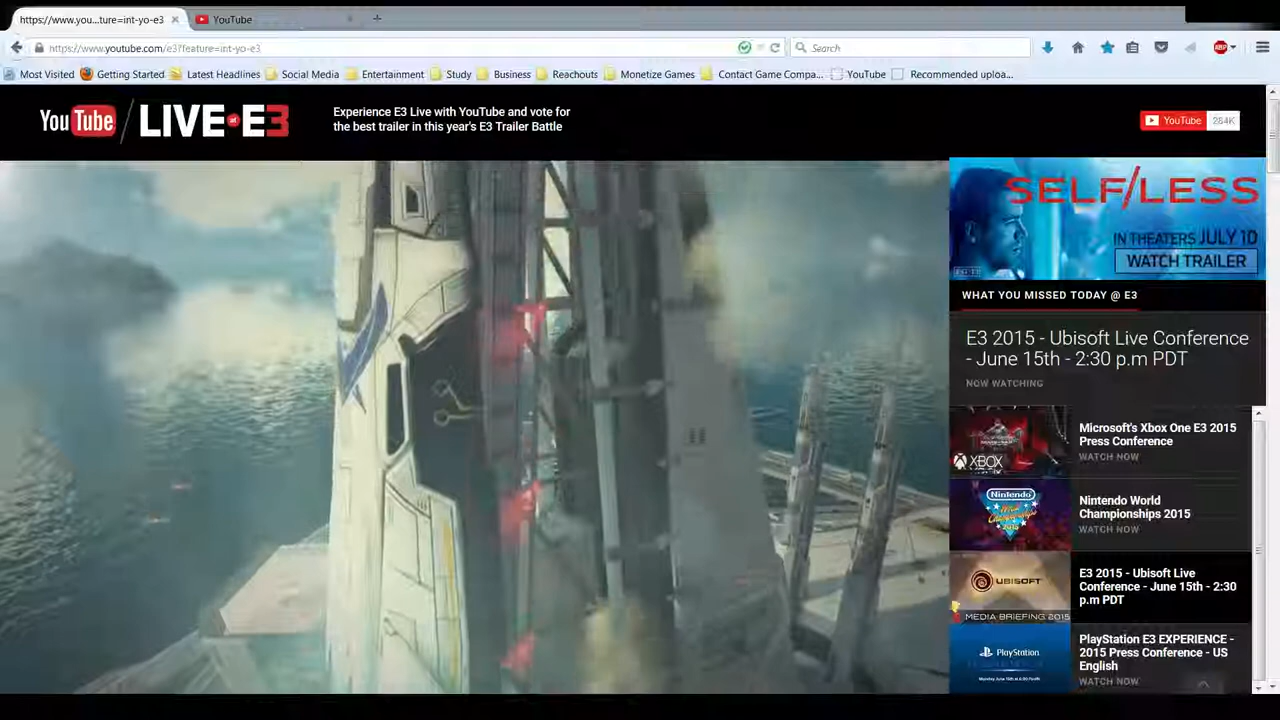 https://www.you...ture=int-yo-e3
YouTube
https://www.youtube.com/e3?feature=int-yo-e3
Search
ABP
Most Visited
Getting Started
Latest Headlines
Social Media
Entertainment
Study
Business
Reachouts
Monetize Games
Contact Game Compa...
YouTube
Recommended uploa...
YouTube / LIVE at E3
Experience E3 Live with YouTube and vote for
the best trailer in this year's E3 Trailer Battle
YouTube 284K
SELF/LESS
IN THEATERS JULY 10
WATCH TRAILER
WHAT YOU MISSED TODAY @ E3
E3 2015 - Ubisoft Live Conference
- June 15th - 2:30 p.m PDT
NOW WATCHING
XBOX
Microsoft's Xbox One E3 2015
Press Conference
WATCH NOW
Nintendo
World
Championships
2015
Nintendo World
Championships 2015
WATCH NOW
UBISOFT
MEDIA BRIEFING 2015
E3 2015 - Ubisoft Live
Conference - June 15th - 2:30
p.m PDT
PlayStation
PlayStation E3 EXPERIENCE -
2015 Press Conference - US
English
WATCH NOW